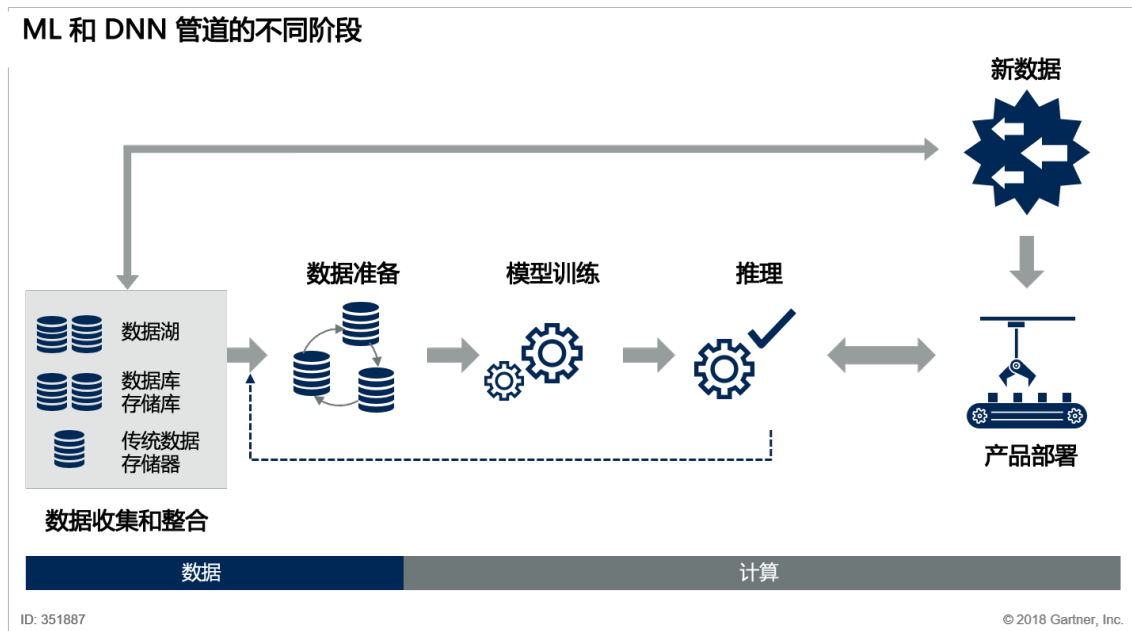 ML 和 DNN 管道的不同阶段
新数据
数据准备
模型训练
推理
数据湖
数据库
存储库
传统数据
存储器
产品部署
数据收集和整合
数据
计算
ID: 351887
© 2018 Gartner, Inc.